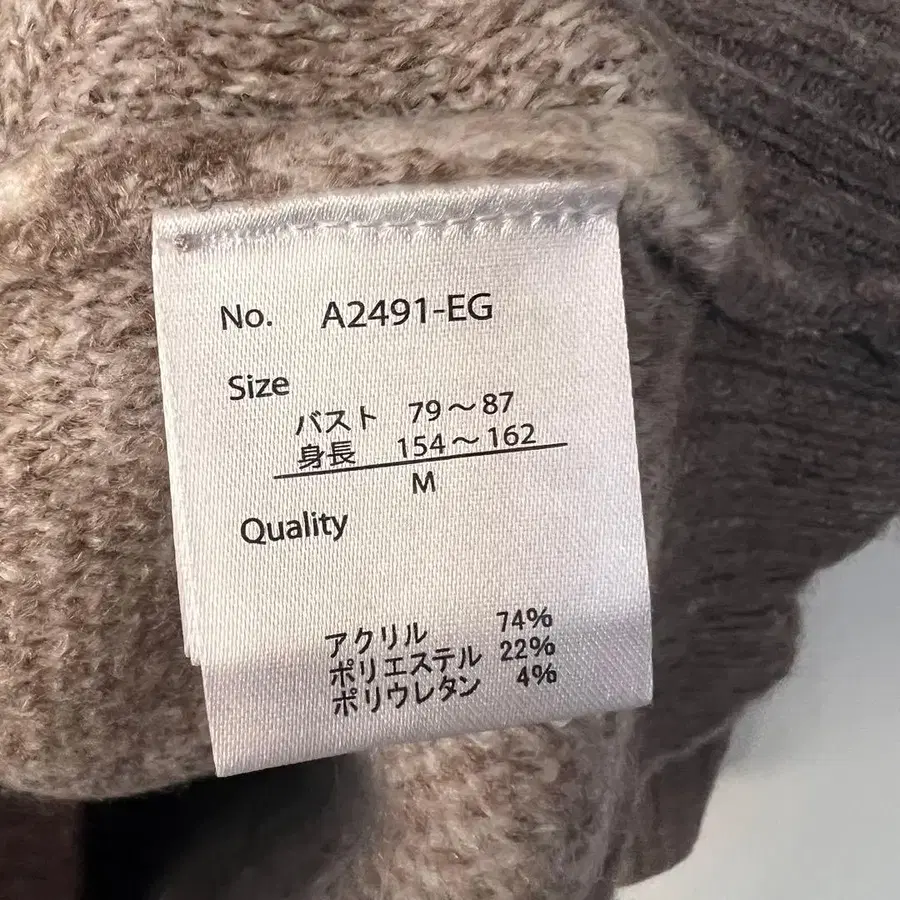 No. A2491-EG
Size
バスト 79～87
身長 154～162
M
Quality
アクリル 74%
ポリエステル 22%
ポリウレタン 4%